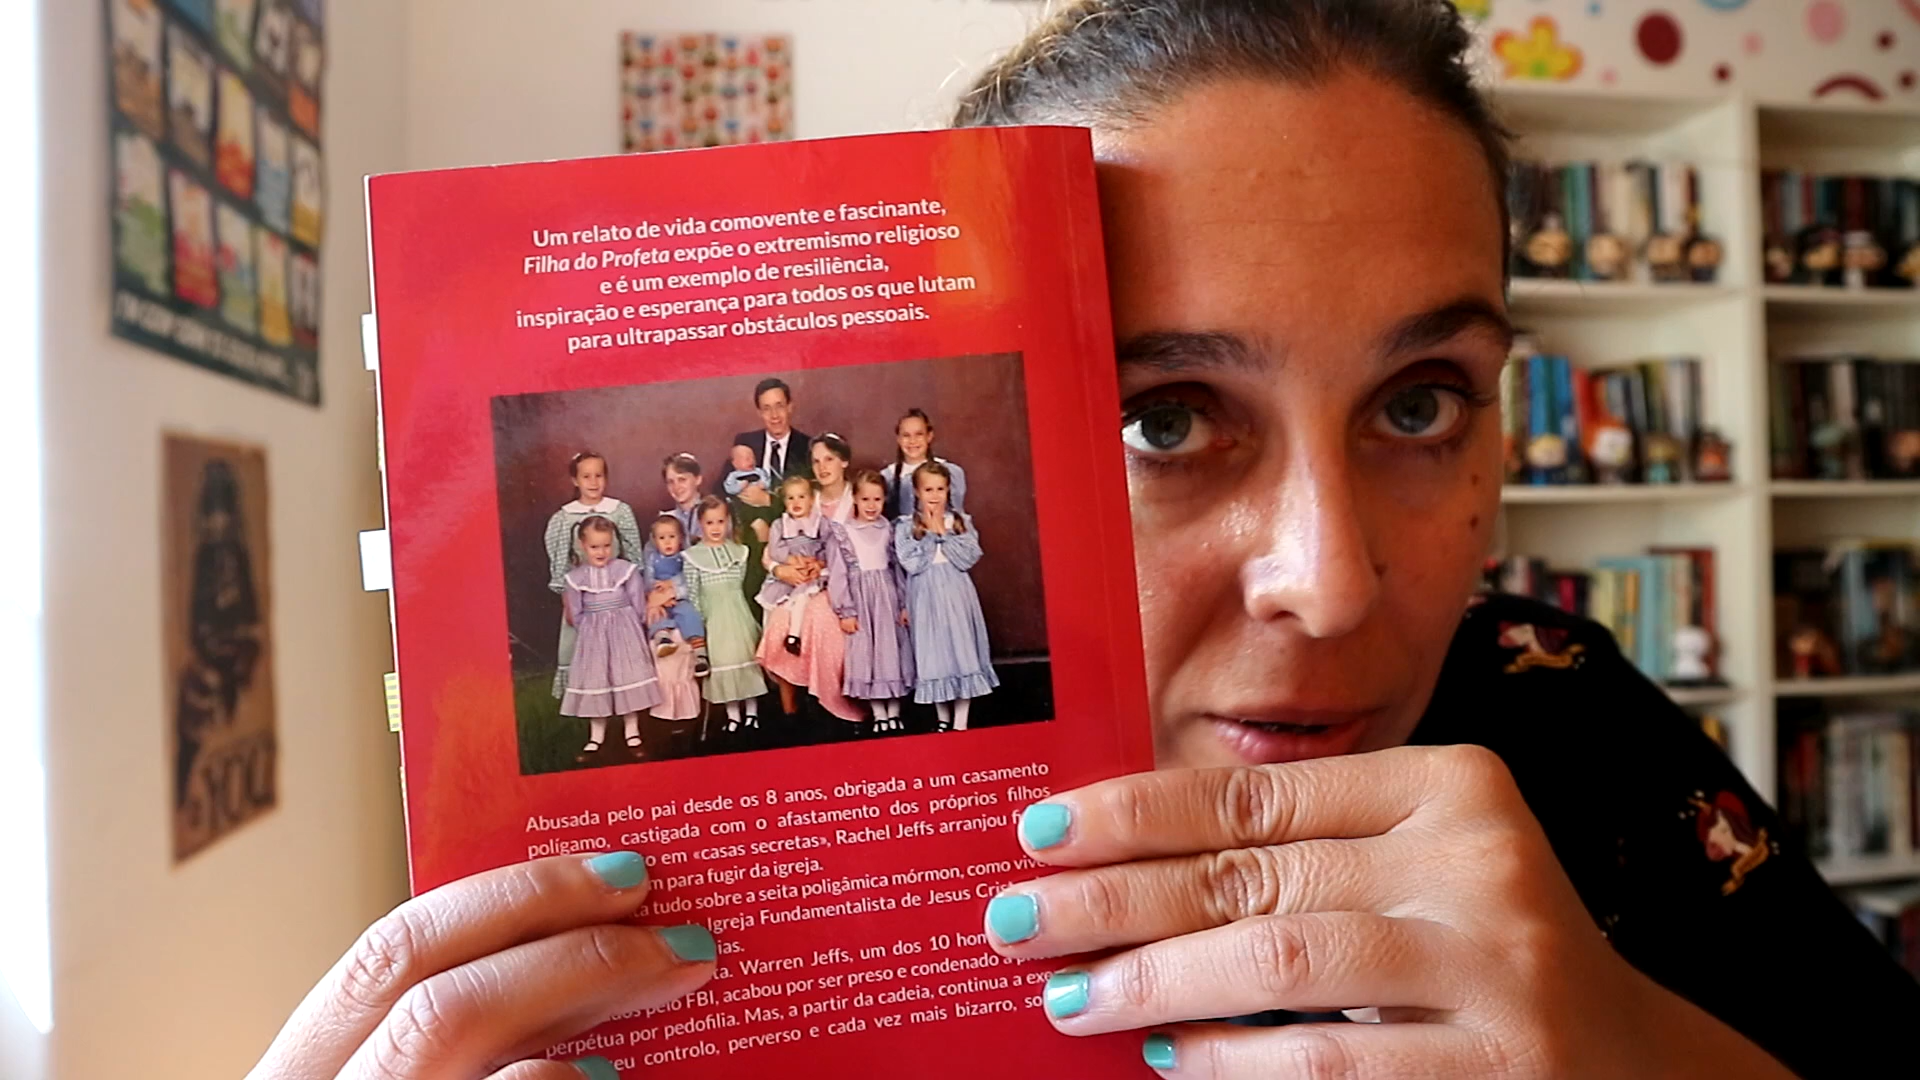 Um relato de vida comovente e fascinante,
Filha do Profeta expõe o extremismo religioso
e é um exemplo de resiliência,
inspiração e esperança para todos os que lutam
para ultrapassar obstáculos pessoais.
Abusada pelo pai desde os 8 anos, obrigada a um casamento
polígamo, castigada com o afastamento dos próprios filhos
em «casas secretas», Rachel Jeffs arranjou
para fugir da igreja.
tudo sobre a seita poligâmica mórmon, como
Igreja Fundamentalista de Jesus
Warren Jeffs, um dos 10
pelo FBI, acabou por ser preso e condenado a
perpétua por pedofilia. Mas, a partir da cadeia, continua a
seu controlo, perverso e cada vez mais bizarro,
YOU